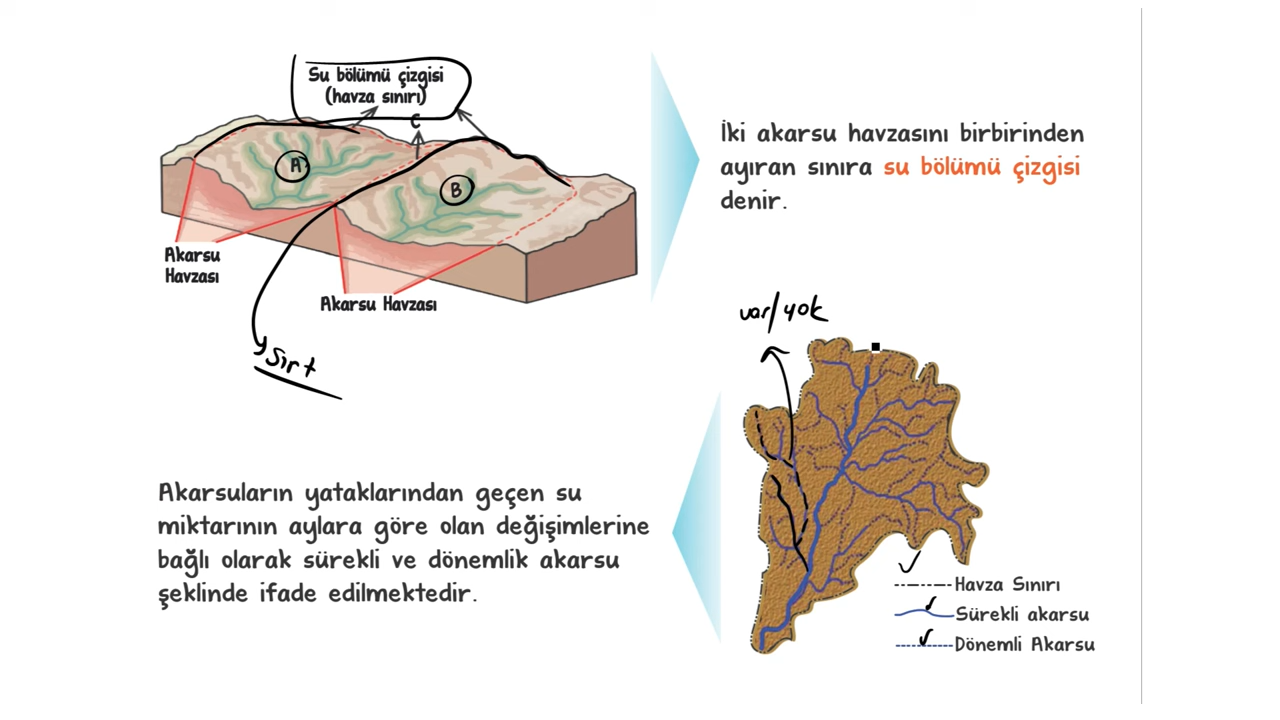 Su bölümü çizgisi
(havza sınırı)
C
A
B
Akarsu
Havzası
Akarsu Havzası
Sırt
İki akarsu havzasını birbirinden
ayıran sınıra su bölümü çizgisi
denir.
var/yok
Akarsuların yataklarından geçen su
miktarının aylara göre olan değişimlerine
bağlı olarak sürekli ve dönemlik akarsu
şeklinde ifade edilmektedir.
Havza Sınırı
Sürekli akarsu
Dönemli Akarsu